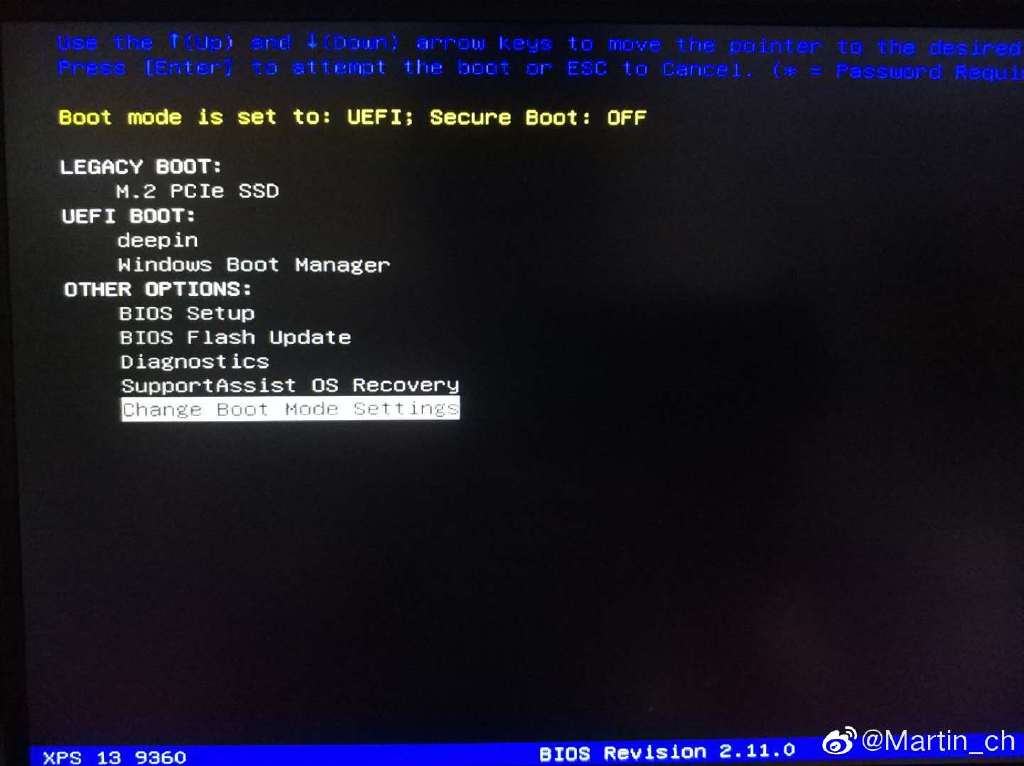 Use the ↑(Up) and ↓(Down) arrow keys to move the pointer to the desired
Press [Enter] to attempt the boot or ESC to Cancel. (* = Password
Boot mode is set to: UEFI; Secure Boot: OFF
LEGACY BOOT:
M.2 PCIe SSD
UEFI BOOT:
deepin
Windows Boot Manager
OTHER OPTIONS:
BIOS Setup
BIOS Flash Update
Diagnostics
SupportAssist OS Recovery
Change Boot Mode Settings
XPS 13 9360
BIOS Revision 2.11.0
@Martin_ch